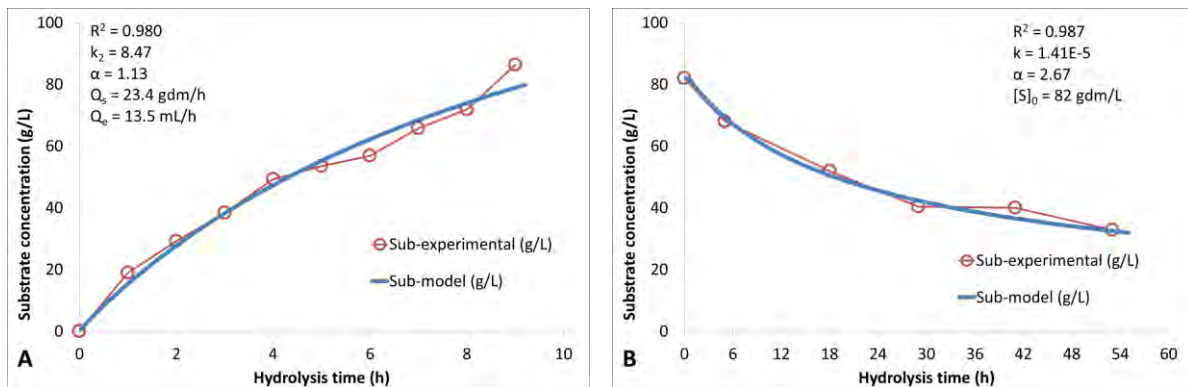 100
80
60
40
20
0
Substrate concentration (g/L)
R² = 0.980
k₂ = 8.47
α = 1.13
Qₛ = 23.4 gdm/h
Qₑ = 13.5 mL/h
Sub-experimental (g/L)
Sub-model (g/L)
0 2 4 6 8 10
A
Hydrolysis time (h)
100
80
60
40
20
0
Substrate concentration (g/L)
R² = 0.987
k = 1.41E-5
α = 2.67
[S]₀ = 82 gdm/L
Sub-experimental (g/L)
Sub-model (g/L)
0 6 12 18 24 30 36 42 48 54 60
B
Hydrolysis time (h)